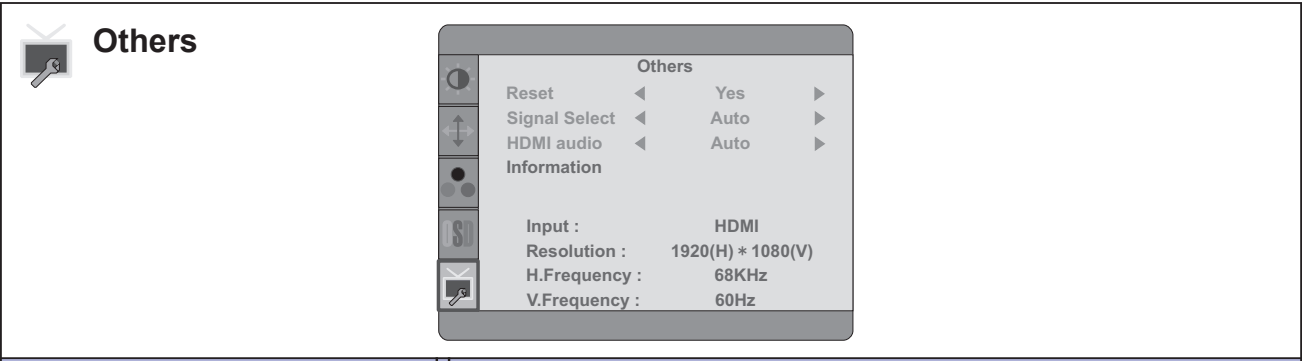 Others
Others
Reset ◀ Yes ▶
Signal Select ◀ Auto ▶
HDMI audio ◀ Auto ▶
Information
OSD
Input : HDMI
Resolution : 1920(H) * 1080(V)
H.Frequency : 68KHz
V.Frequency : 60Hz